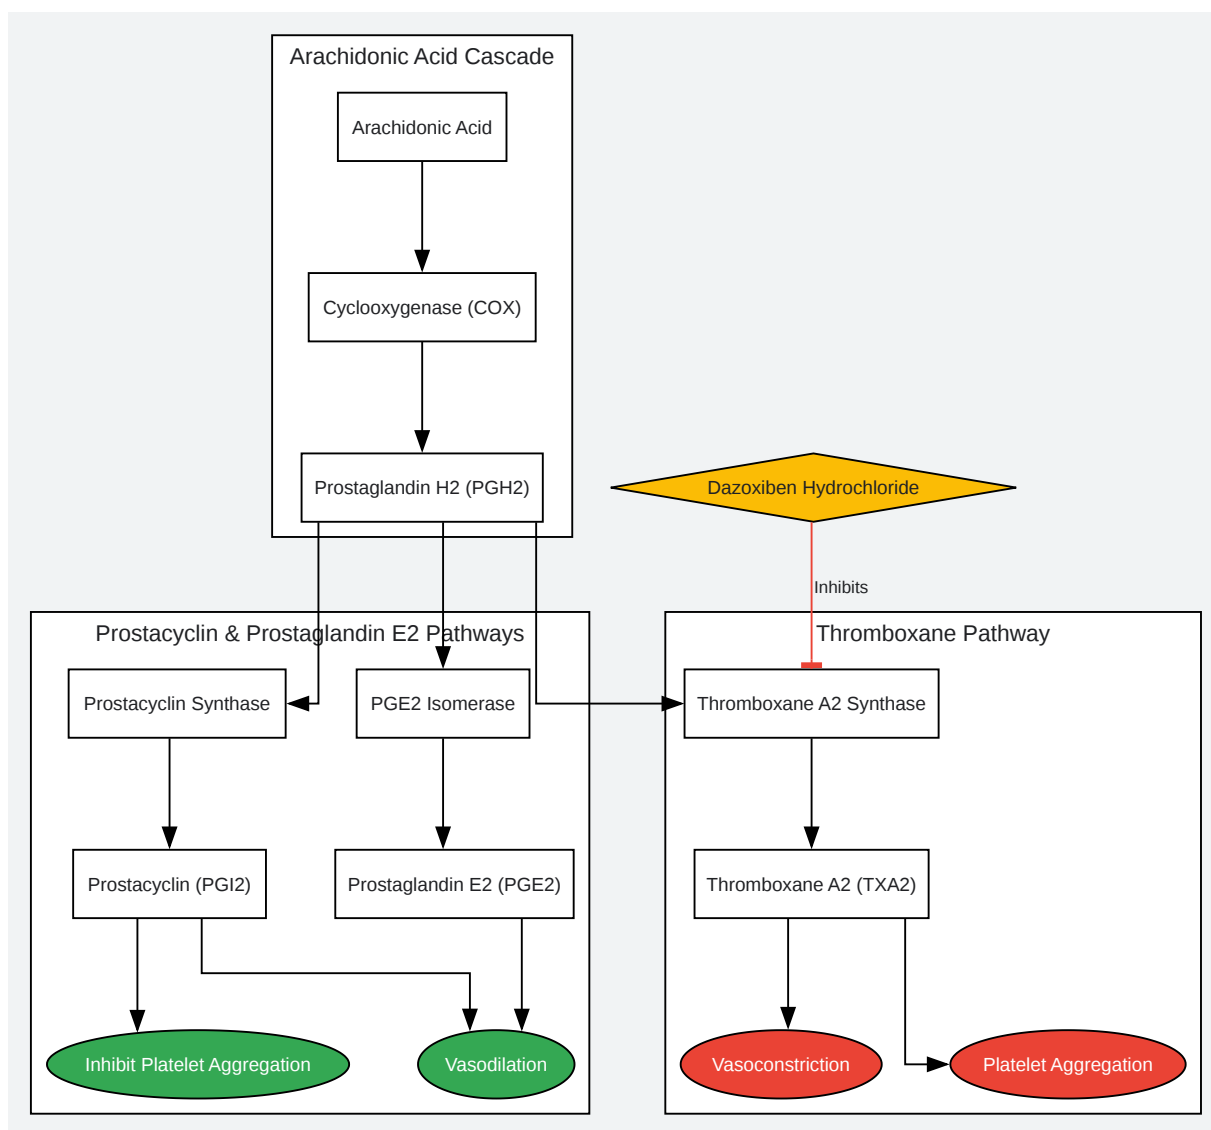 Arachidonic Acid Cascade
Arachidonic Acid
Cyclooxygenase (COX)
Prostaglandin H2 (PGH2)
Dazoxiben Hydrochloride
Inhibits
Prostacyclin & Prostaglandin E2 Pathways
Thromboxane Pathway
Prostacyclin Synthase
PGE2 Isomerase
Thromboxane A2 Synthase
Prostacyclin (PGI2)
Prostaglandin E2 (PGE2)
Thromboxane A2 (TXA2)
Inhibit Platelet Aggregation
Vasodilation
Vasoconstriction
Platelet Aggregation